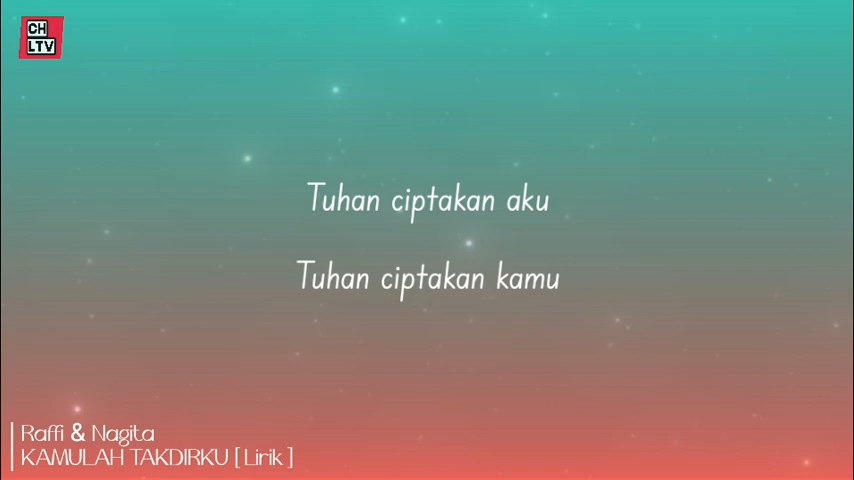 CH
LTV
Tuhan ciptakan aku
Tuhan ciptakan kamu
Raffi & Nagita
KAMULAH TAKDIRKU [ Lirik ]